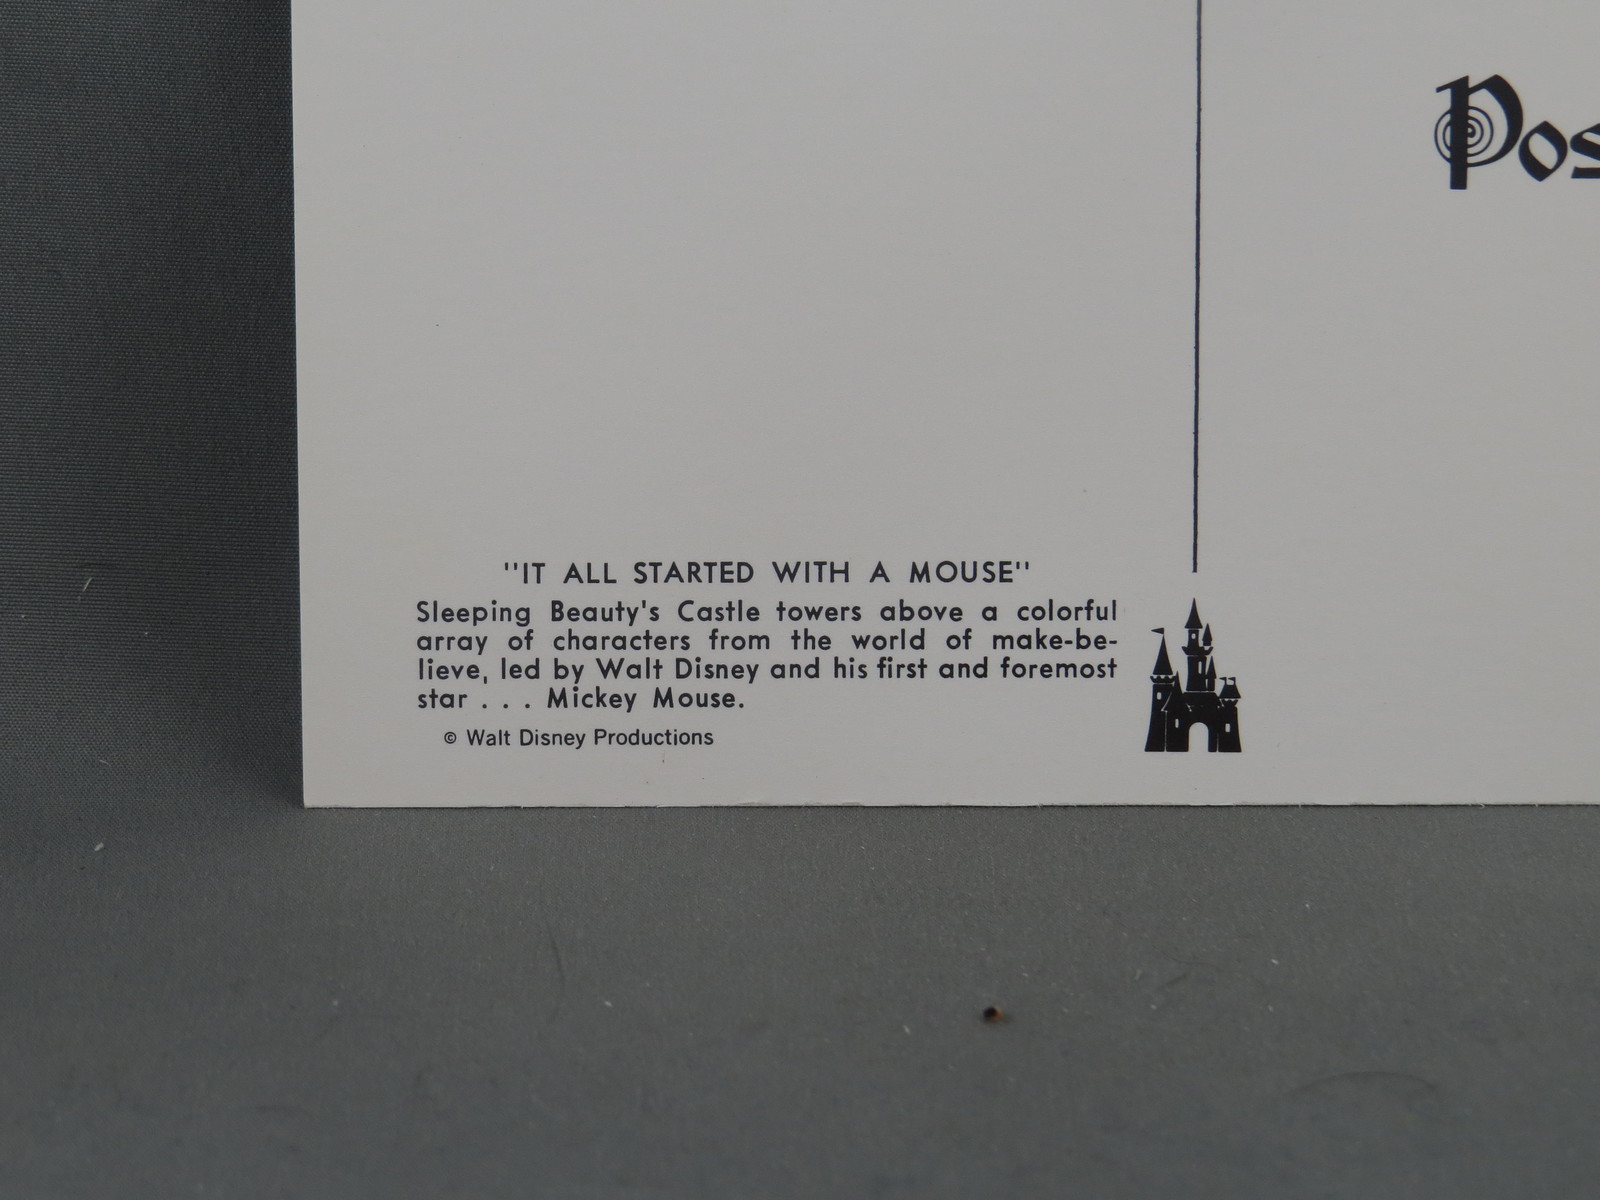 Pos
"IT ALL STARTED WITH A MOUSE"
Sleeping Beauty's Castle towers above a colorful
array of characters from the world of make-be-
lieve, led by Walt Disney and his first and foremost
star . . . Mickey Mouse.
© Walt Disney Productions